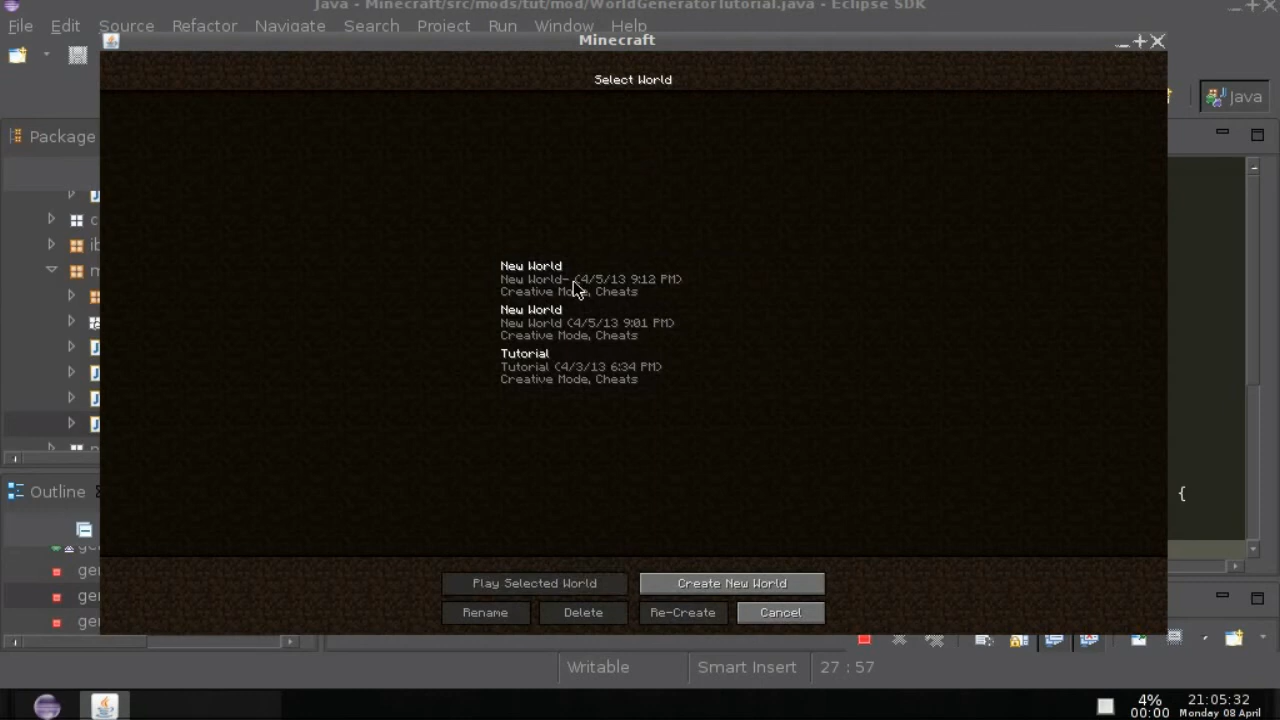 Java - Minecraft/src/mods/tut/mod/WorldGeneratorTutorial.java - Eclipse SDK
File Edit Source Refactor Navigate Search Project Run Window Help
Minecraft
Select World
Java
Package
New World
New World- (4/5/13 9:12 PM)
Creative Mode, Cheats
New World
New World (4/5/13 9:01 PM)
Creative Mode, Cheats
Tutorial
Tutorial (4/3/13 6:34 PM)
Creative Mode, Cheats
Outline
{
Play Selected World Create New World
Rename Delete Re-Create Cancel
Writable Smart Insert 27 : 57
4% 21:05:32
00:00 Monday 08 April